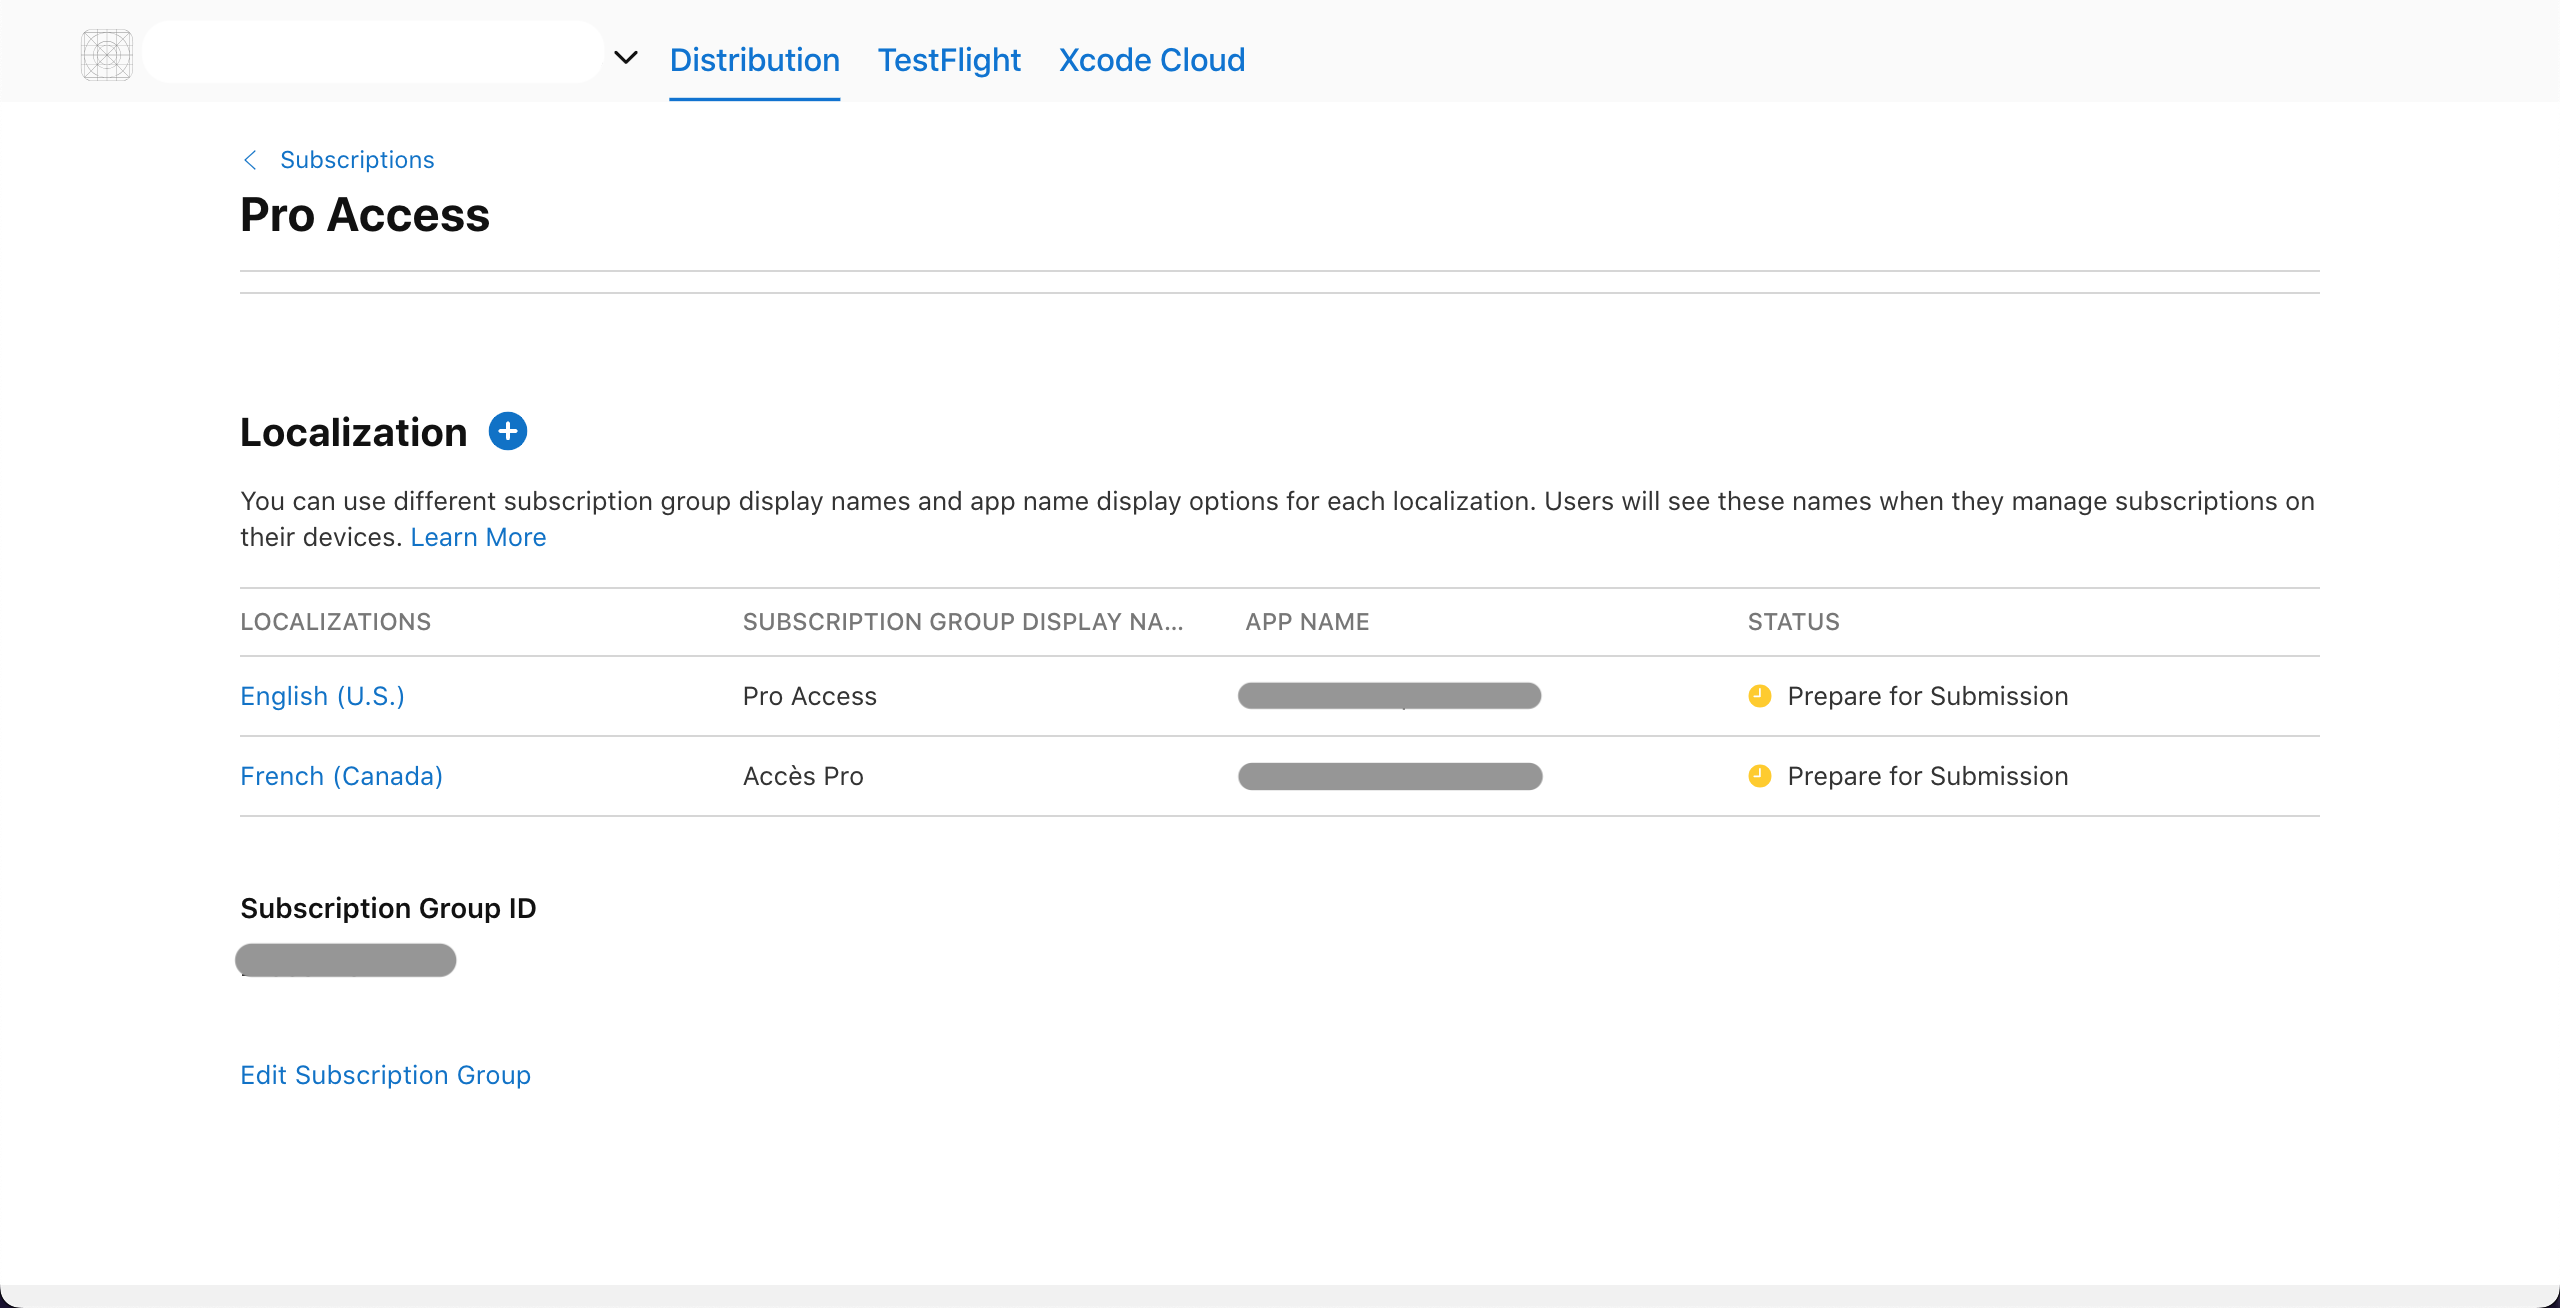 Distribution TestFlight Xcode Cloud
Subscriptions
Pro Access
Localization
You can use different subscription group display names and app name display options for each localization. Users will see these names when they manage subscriptions on
their devices. Learn More
LOCALIZATIONS SUBSCRIPTION GROUP DISPLAY NA... APP NAME STATUS
English (U.S.) Pro Access Prepare for Submission
French (Canada) Accès Pro Prepare for Submission
Subscription Group ID
Edit Subscription Group